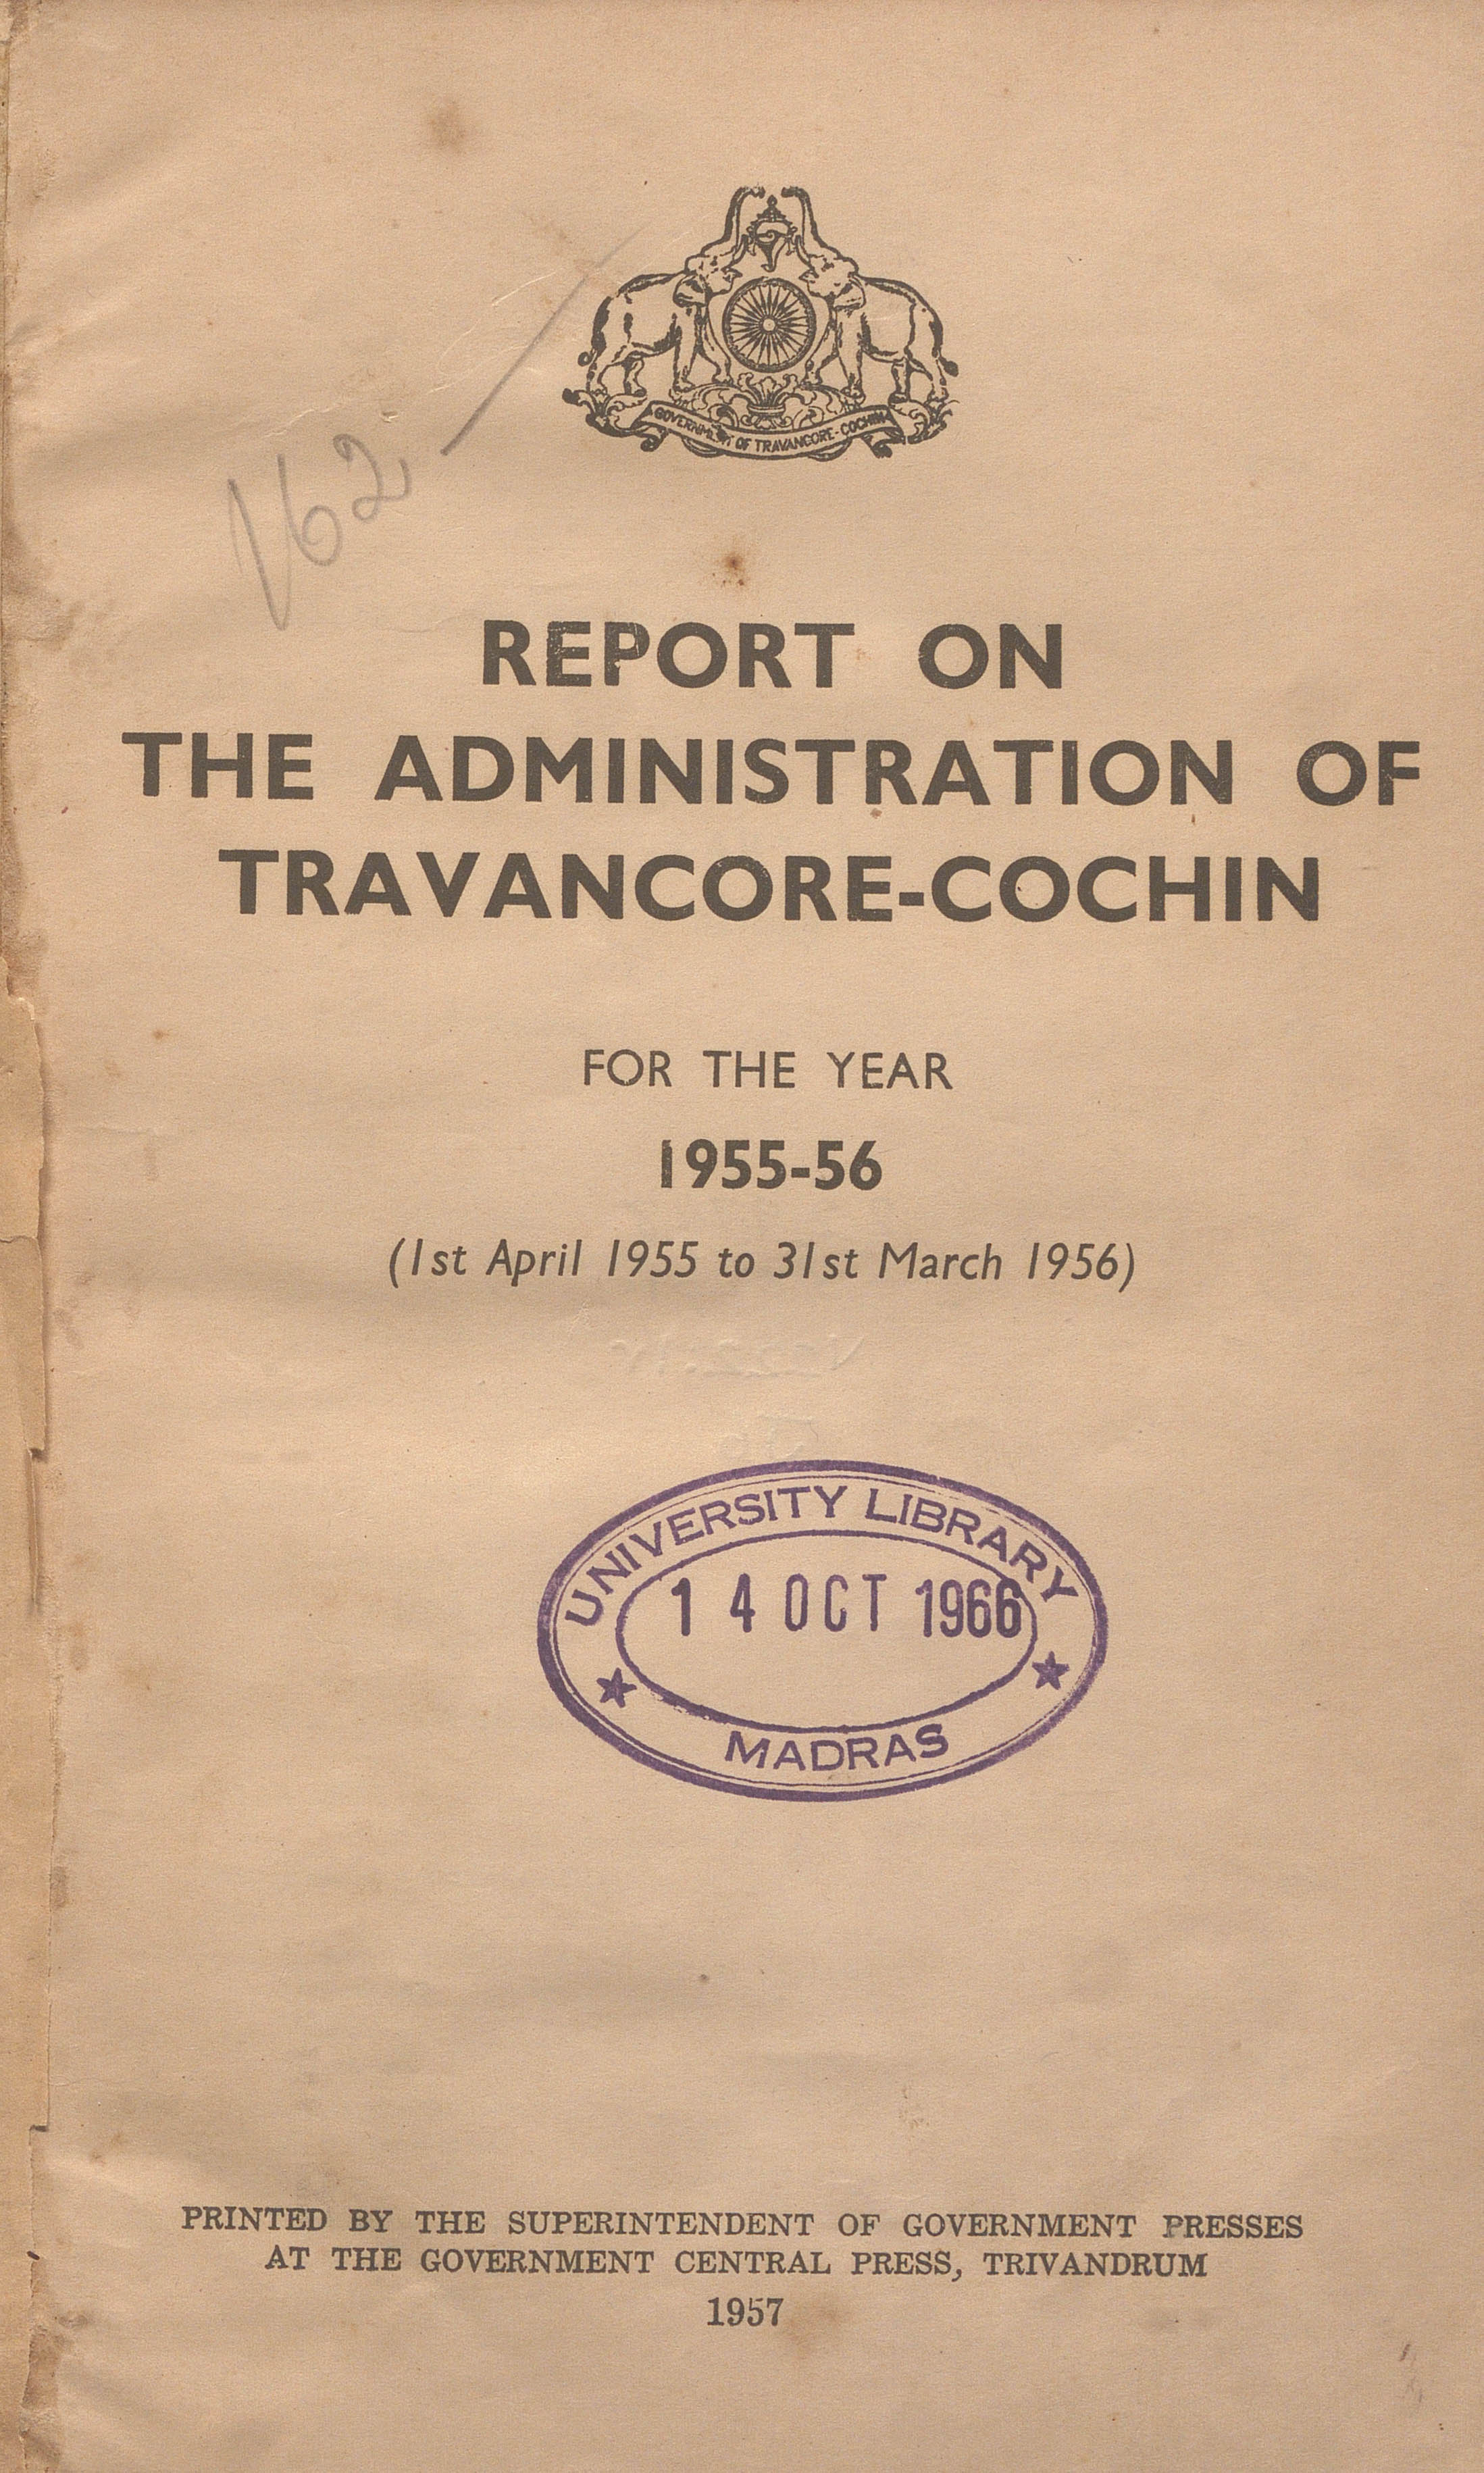 GOVERNMENT OF TRAVANCORE-COCHIN
162
REPORT ON
THE ADMINISTRATION OF
TRAVANCORE-COCHIN
FOR THE YEAR
1955-56
(1st April 1955 to 31st March 1956)
UNIVERSITY LIBRARY
14 OCT 1966
MADRAS
PRINTED BY THE SUPERINTENDENT OF GOVERNMENT PRESSES
AT THE GOVERNMENT CENTRAL PRESS, TRIVANDRUM
1957